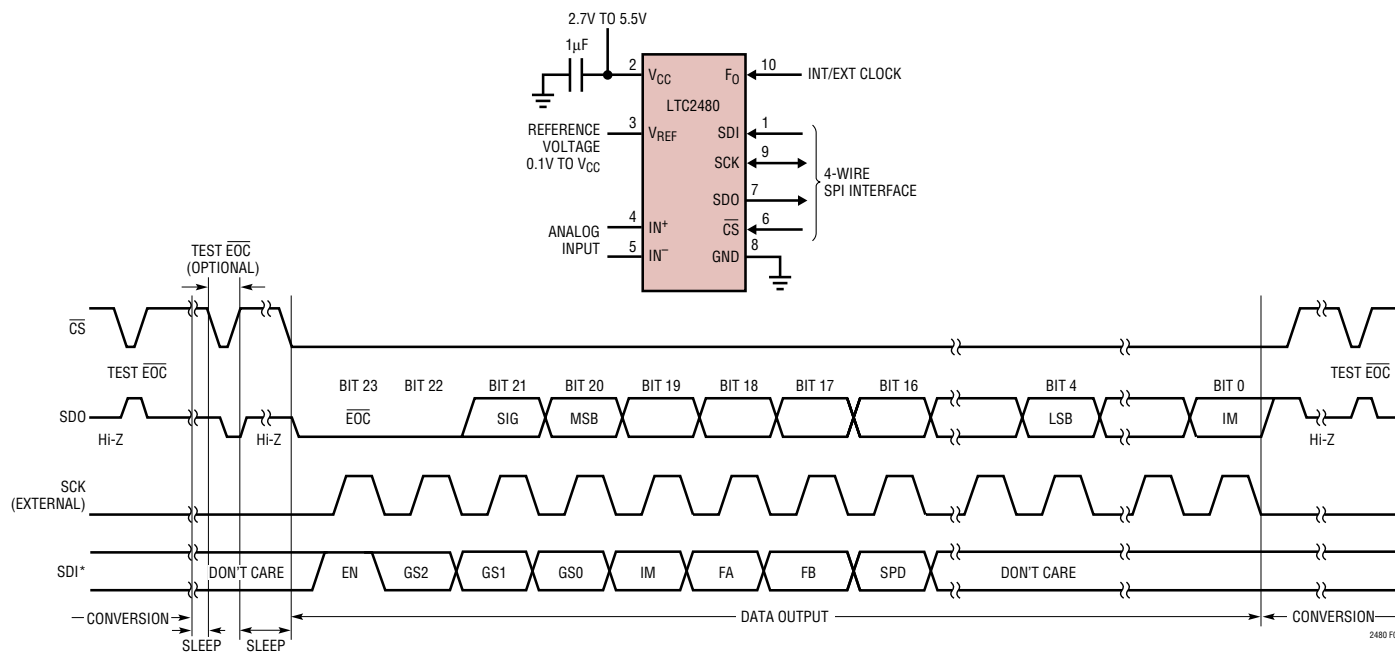 2.7V TO 5.5V
1µF
2
VCC
FO
10
INT/EXT CLOCK
LTC2480
REFERENCE
VOLTAGE
0.1V TO VCC
3
VREF
SDI
1
SCK
9
SDO
7
4-WIRE
SPI INTERFACE
ANALOG
INPUT
4
IN+
CS
6
5
IN−
GND
8
TEST EOC
(OPTIONAL)
CS
TEST EOC
TEST EOC
BIT 23 BIT 22 BIT 21 BIT 20 BIT 19 BIT 18 BIT 17 BIT 16 BIT 4 BIT 0
SDO
EOC SIG MSB LSB IM
Hi-Z Hi-Z Hi-Z
SCK
(EXTERNAL)
SDI*
DON'T CARE EN GS2 GS1 GS0 IM FA FB SPD DON'T CARE
CONVERSION DATA OUTPUT CONVERSION
SLEEP SLEEP